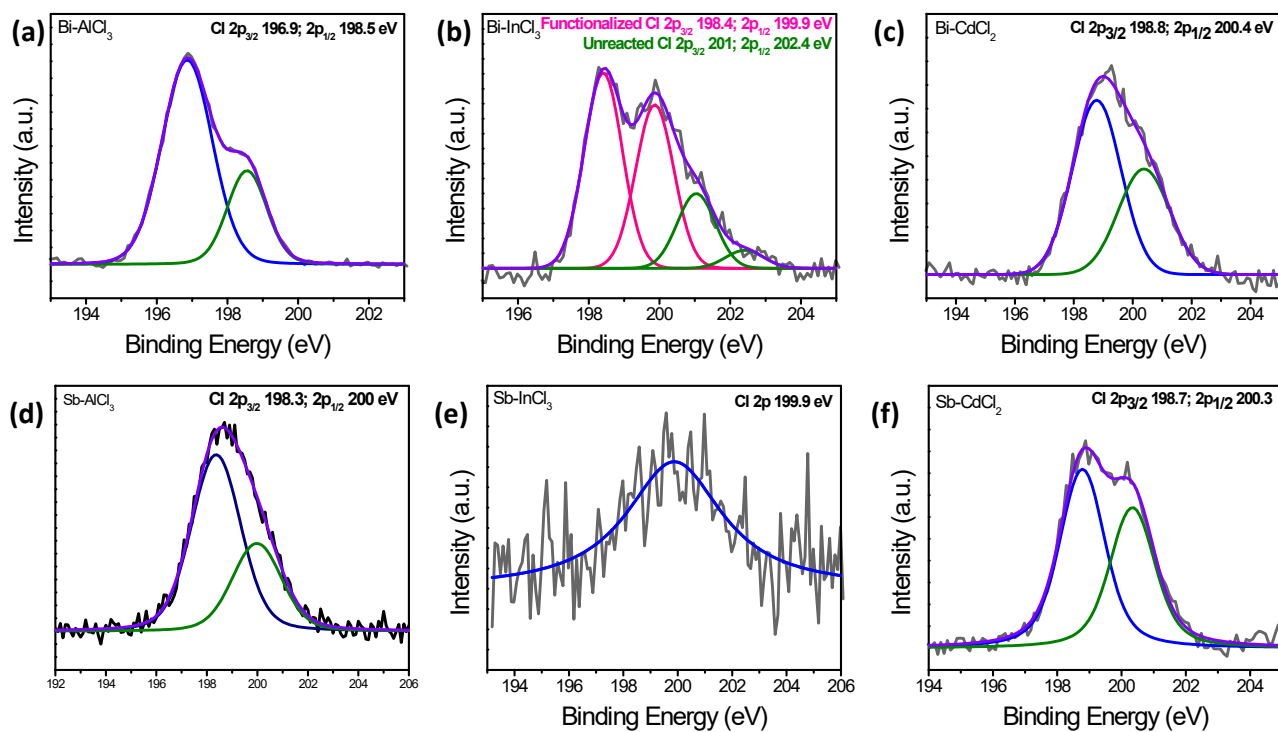 (a)
Bi-AlCl₃
Cl 2p₃/₂ 196.9; 2p₁/₂ 198.5 eV
Intensity (a.u.)
194 196 198 200 202
Binding Energy (eV)
(b)
Bi-InCl₃
Functionalized Cl 2p₃/₂ 198.4; 2p₁/₂ 199.9 eV
Unreacted Cl 2p₃/₂ 201; 2p₁/₂ 202.4 eV
Intensity (a.u.)
196 198 200 202 204
Binding Energy (eV)
(c)
Bi-CdCl₂
Cl 2p₃/₂ 198.8; 2p₁/₂ 200.4 eV
Intensity (a.u.)
194 196 198 200 202 204
Binding Energy (eV)
(d)
Sb-AlCl₃
Cl 2p₃/₂ 198.3; 2p₁/₂ 200 eV
Intensity (a.u.)
192 194 196 198 200 202 204 206
Binding Energy (eV)
(e)
Sb-InCl₃
Cl 2p 199.9 eV
Intensity (a.u.)
194 196 198 200 202 204 206
Binding Energy (eV)
(f)
Sb-CdCl₂
Cl 2p₃/₂ 198.7; 2p₁/₂ 200.3
Intensity (a.u.)
194 196 198 200 202 204
Binding Energy (eV)